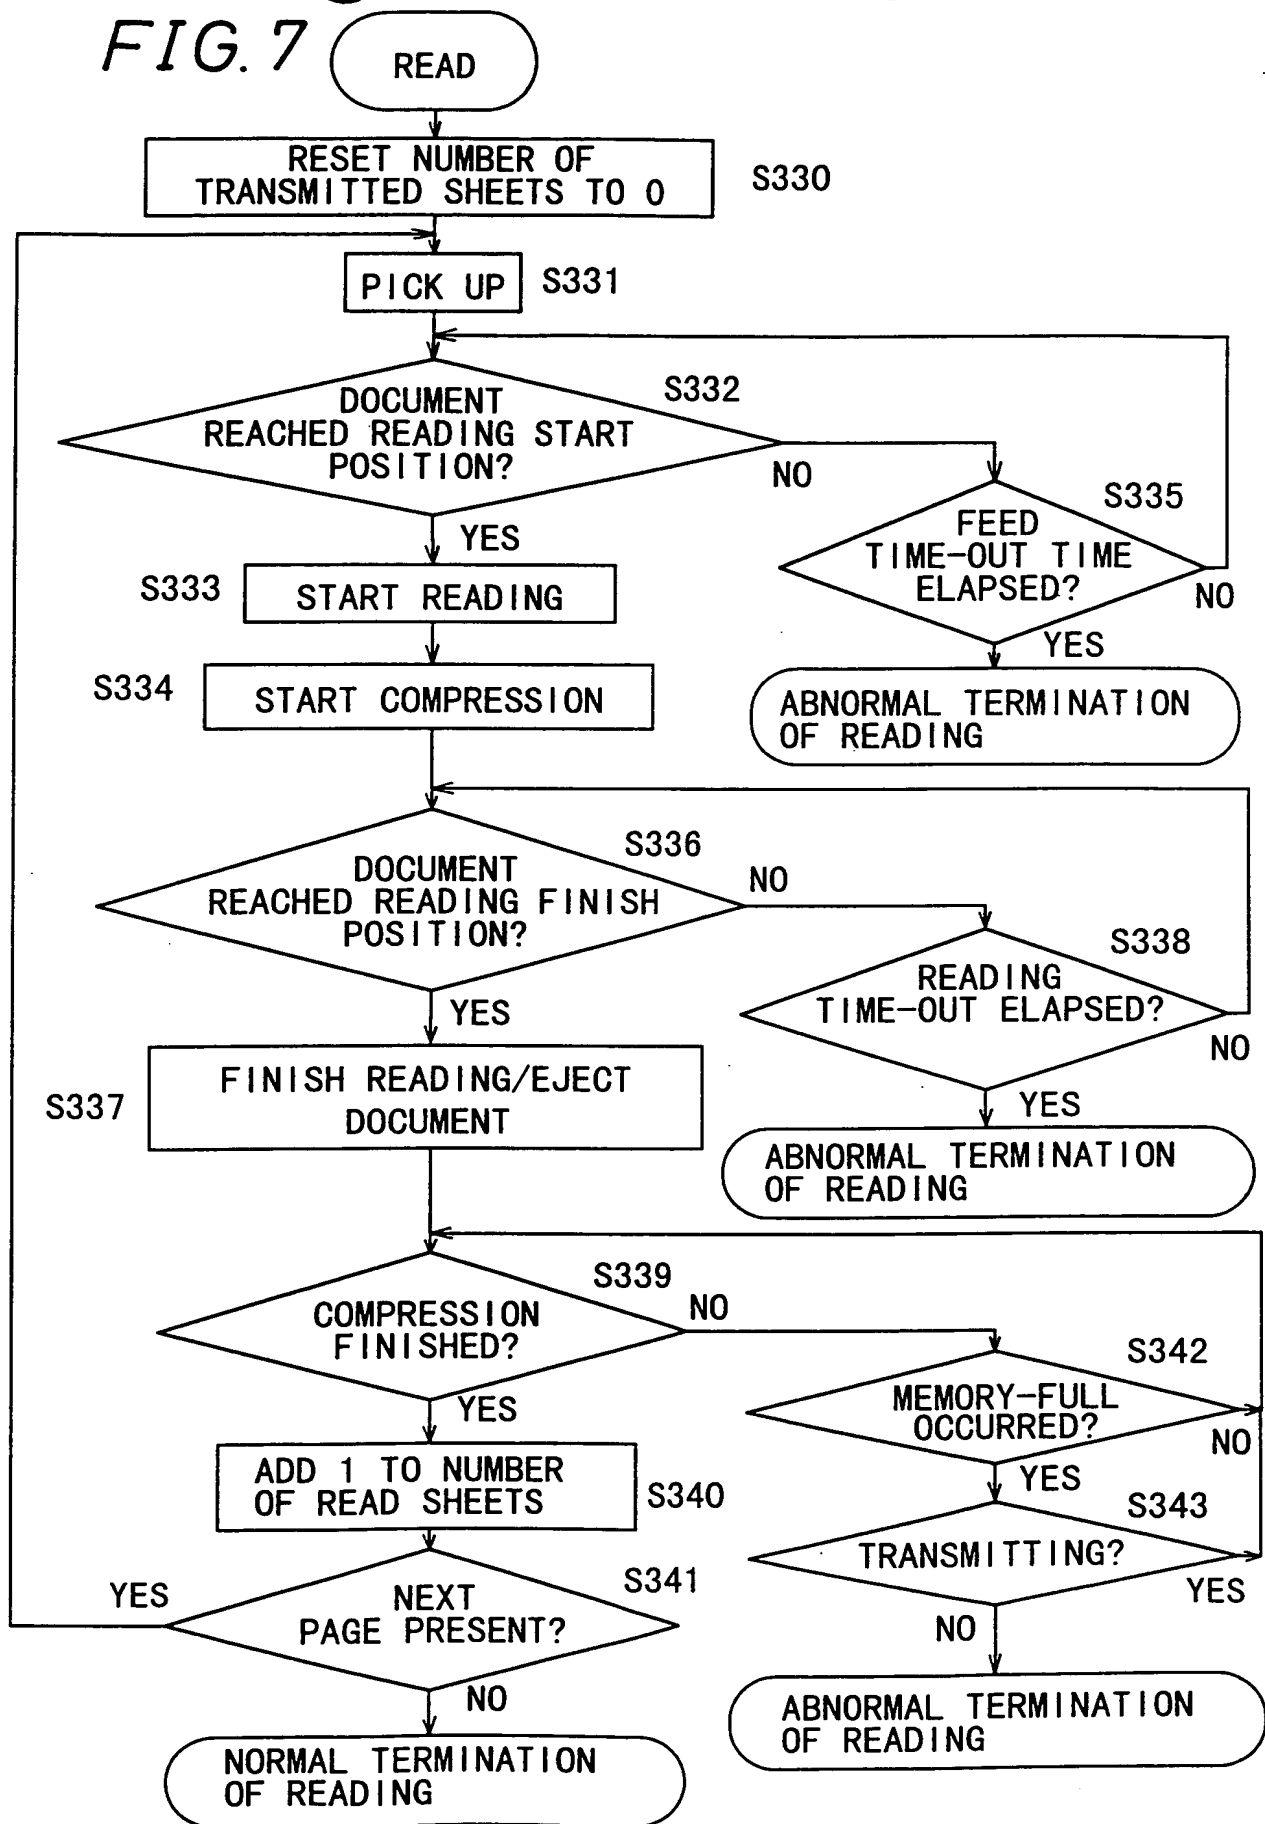 FIG. 7
READ
RESET NUMBER OF
TRANSMITTED SHEETS TO 0
S330
PICK UP
S331
S332
DOCUMENT
REACHED READING START
POSITION?
NO
YES
S335
FEED
TIME-OUT TIME
ELAPSED?
NO
YES
S333
START READING
S334
START COMPRESSION
ABNORMAL TERMINATION
OF READING
S336
DOCUMENT
REACHED READING FINISH
POSITION?
NO
YES
S338
READING
TIME-OUT ELAPSED?
NO
YES
S337
FINISH READING/EJECT
DOCUMENT
ABNORMAL TERMINATION
OF READING
S339
COMPRESSION
FINISHED?
NO
YES
S342
MEMORY-FULL
OCCURRED?
NO
YES
ADD 1 TO NUMBER
OF READ SHEETS
S340
S343
TRANSMITTING?
YES
NO
S341
NEXT
PAGE PRESENT?
YES
NO
ABNORMAL TERMINATION
OF READING
NORMAL TERMINATION
OF READING